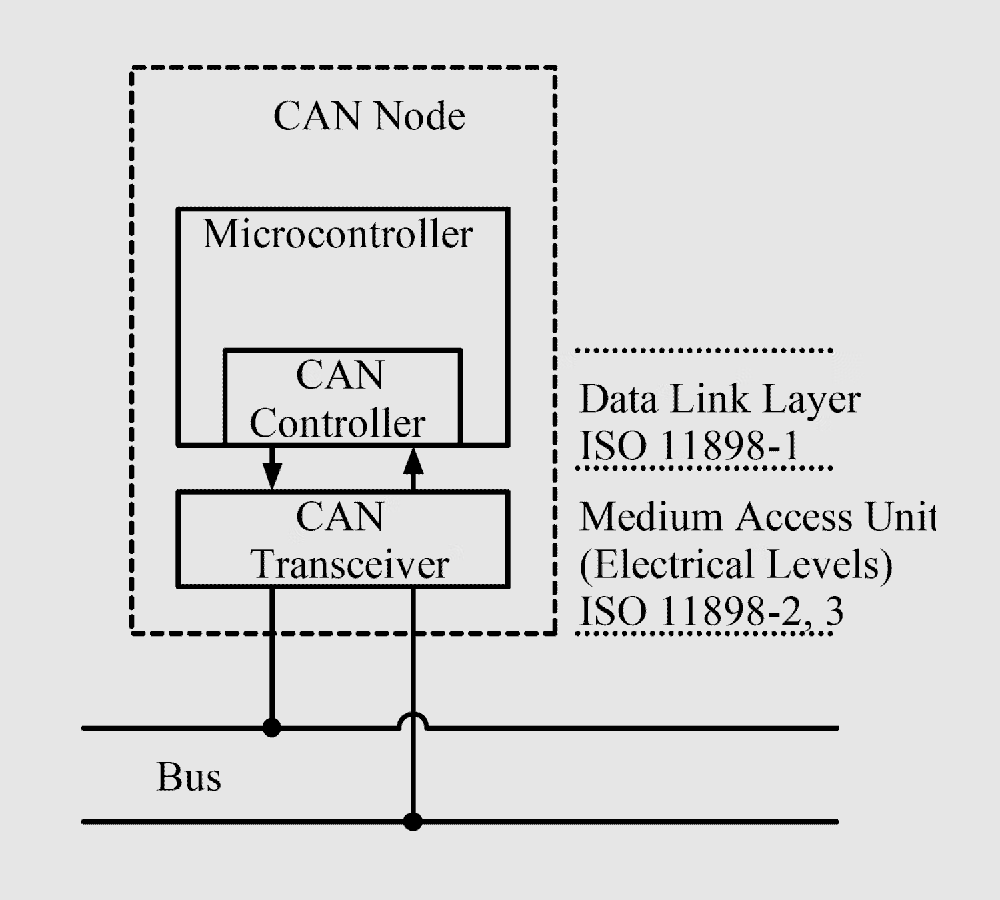 CAN Node
Microcontroller
CAN
Controller
Data Link Layer
ISO 11898-1
CAN
Transceiver
Medium Access Unit
(Electrical Levels)
ISO 11898-2, 3
Bus